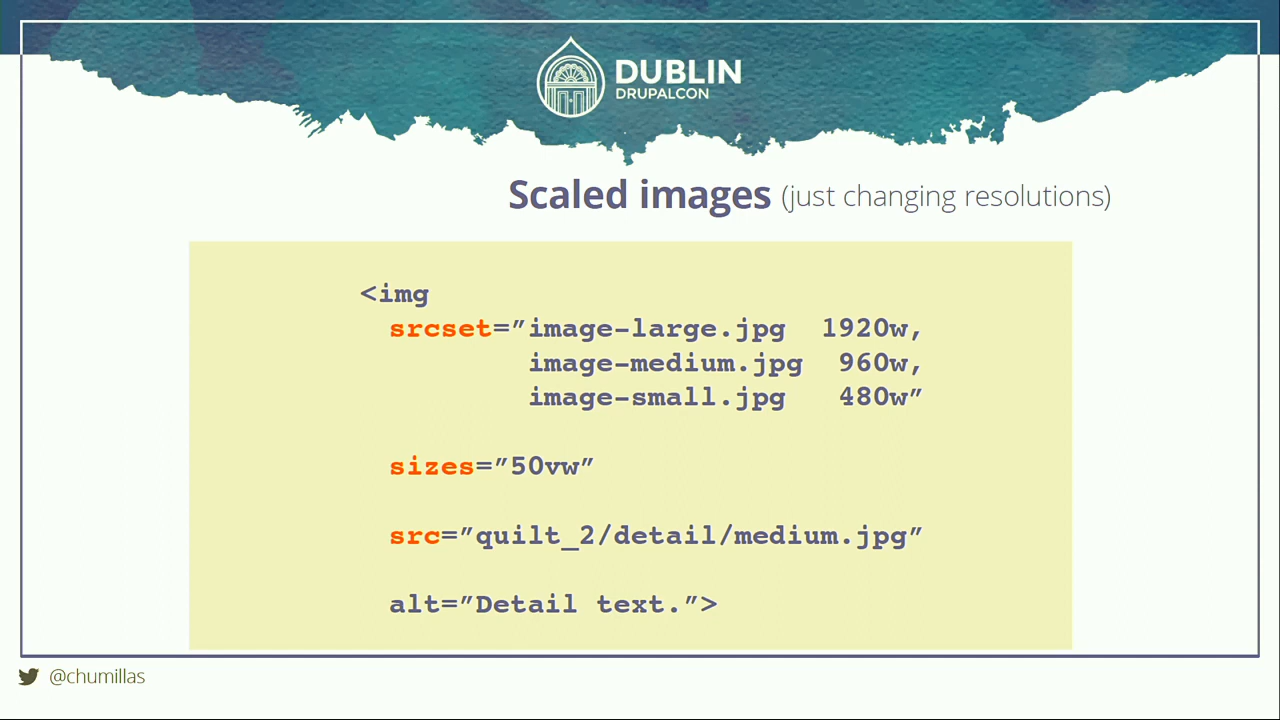 DUBLIN
DRUPALCON
Scaled images (just changing resolutions)
<img
srcset=”image-large.jpg 1920w,
image-medium.jpg 960w,
image-small.jpg 480w”
sizes=”50vw”
src=”quilt_2/detail/medium.jpg”
alt=”Detail text.”>
@chumillas